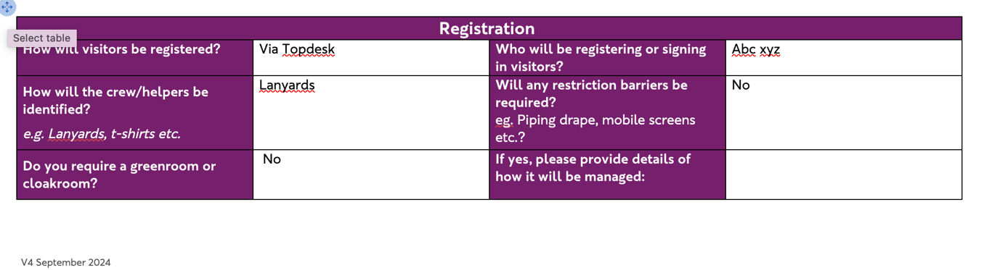 Registration
Select table
How will visitors be registered?
Via Topdesk
Who will be registering or signing
in visitors?
Abc xyz
How will the crew/helpers be
identified?
e.g. Lanyards, t-shirts etc.
Lanyards
Will any restriction barriers be
required?
eg. Piping drape, mobile screens
etc.?
No
Do you require a greenroom or
cloakroom?
No
If yes, please provide details of
how it will be managed:
V4 September 2024